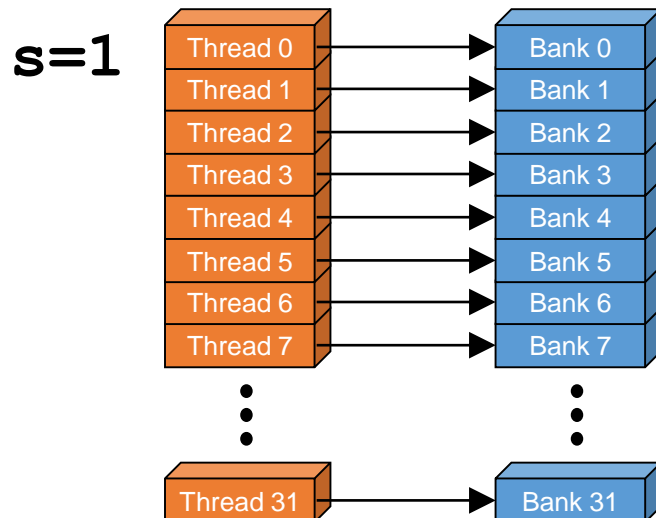 s=1
Thread 0 Bank 0
Thread 1 Bank 1
Thread 2 Bank 2
Thread 3 Bank 3
Thread 4 Bank 4
Thread 5 Bank 5
Thread 6 Bank 6
Thread 7 Bank 7
Thread 31 Bank 31